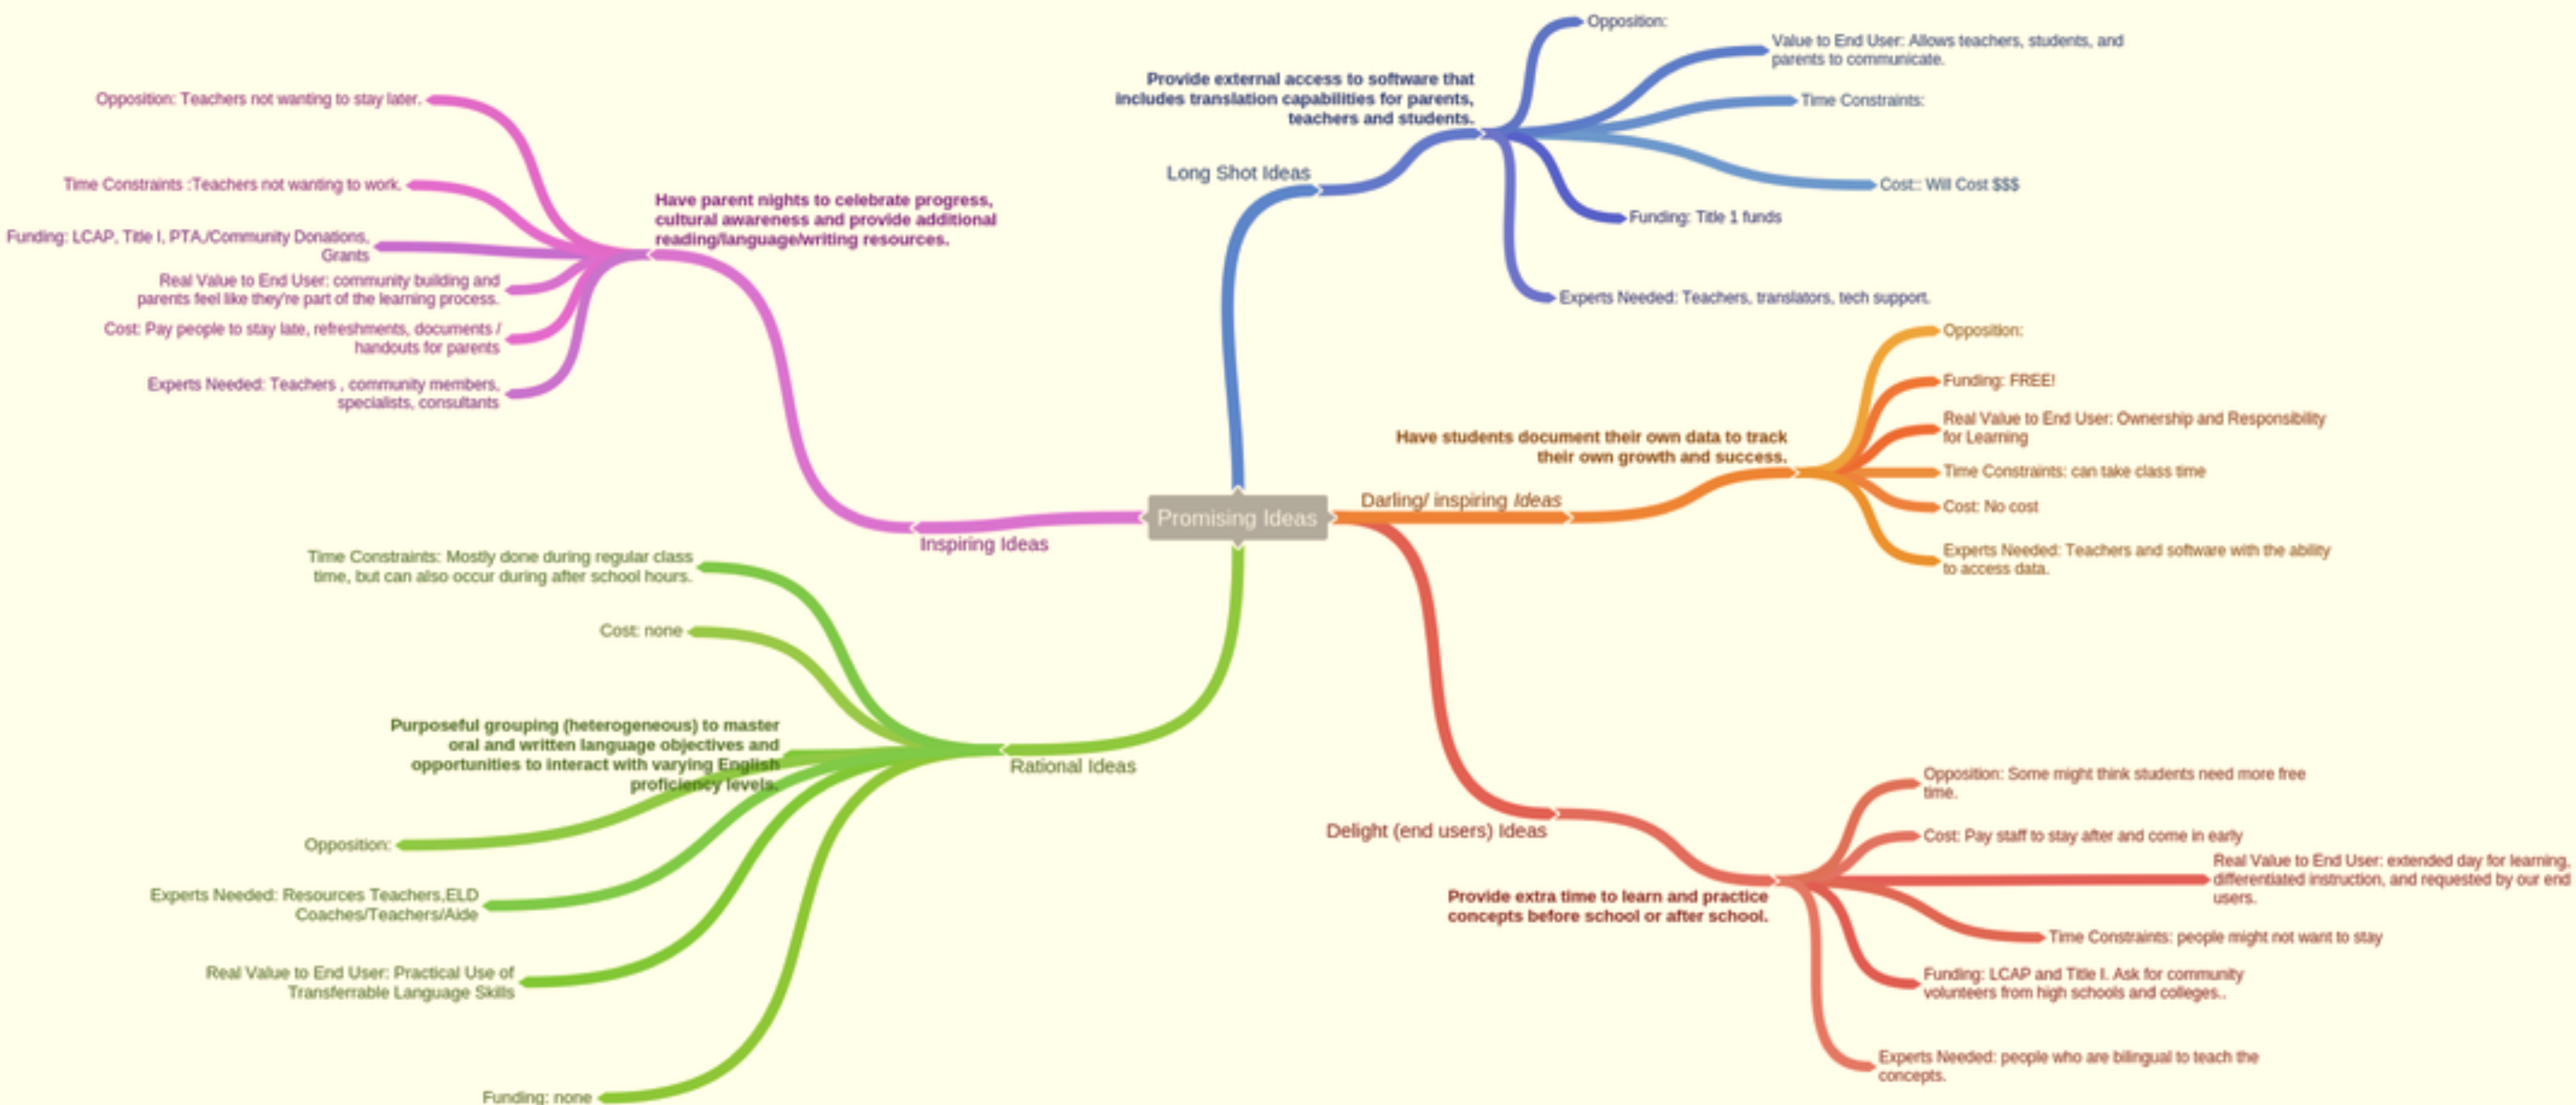 Promising Ideas
Long Shot Ideas
Provide external access to software that
includes translation capabilities for parents,
teachers and students.
Opposition:
Value to End User: Allows teachers, students, and
parents to communicate.
Time Constraints:
Cost:: Will Cost $$$
Funding: Title 1 funds
Experts Needed: Teachers, translators, tech support.
Darling/ inspiring Ideas
Have students document their own data to track
their own growth and success.
Opposition:
Funding: FREE!
Real Value to End User: Ownership and Responsibility
for Learning
Time Constraints: can take class time
Cost: No cost
Experts Needed: Teachers and software with the ability
to access data.
Delight (end users) Ideas
Provide extra time to learn and practice
concepts before school or after school.
Opposition: Some might think students need more free
time.
Cost: Pay staff to stay after and come in early
Real Value to End User: extended day for learning,
differentiated instruction, and requested by our end
users.
Time Constraints: people might not want to stay
Funding: LCAP and Title I. Ask for community
volunteers from high schools and colleges..
Experts Needed: people who are bilingual to teach the
concepts.
Rational Ideas
Time Constraints: Mostly done during regular class
time, but can also occur during after school hours.
Cost: none
Purposeful grouping (heterogeneous) to master
oral and written language objectives and
opportunities to interact with varying English
proficiency levels.
Opposition:
Experts Needed: Resources Teachers,ELD
Coaches/Teachers/Aide
Real Value to End User: Practical Use of
Transferrable Language Skills
Funding: none
Inspiring Ideas
Have parent nights to celebrate progress,
cultural awareness and provide additional
reading/language/writing resources.
Opposition: Teachers not wanting to stay later.
Time Constraints :Teachers not wanting to work.
Funding: LCAP, Title I, PTA,/Community Donations,
Grants
Real Value to End User: community building and
parents feel like they're part of the learning process.
Cost: Pay people to stay late, refreshments, documents /
handouts for parents
Experts Needed: Teachers , community members,
specialists, consultants